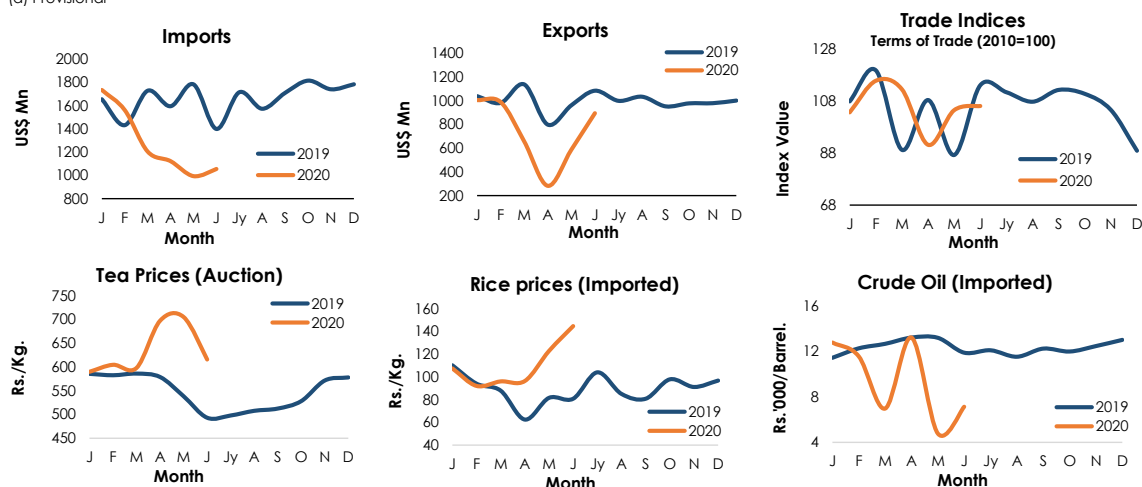 (a) Provisional
Imports
US$ Mn
2000
1800
1600
1400
1200
1000
800
2019
2020
J F M A M J Jy A S O N D
Month
Exports
US$ Mn
1400
1200
1000
800
600
400
200
2019
2020
J F M A M J Jy A S O N D
Month
Trade Indices
Terms of Trade (2010=100)
Index Value
128
108
88
68
2019
2020
J F M A M J Jy A S O N D
Month
Tea Prices (Auction)
Rs./Kg.
750
700
650
600
550
500
450
2019
2020
J F M A M J Jy A S O N D
Month
Rice prices (Imported)
Rs./Kg.
160
140
120
100
80
60
40
2019
2020
J F M A M J Jy A S O N D
Month
Crude Oil (Imported)
Rs.'000/Barrel.
16
12
8
4
2019
2020
J F M A M J Jy A S O N D
Month